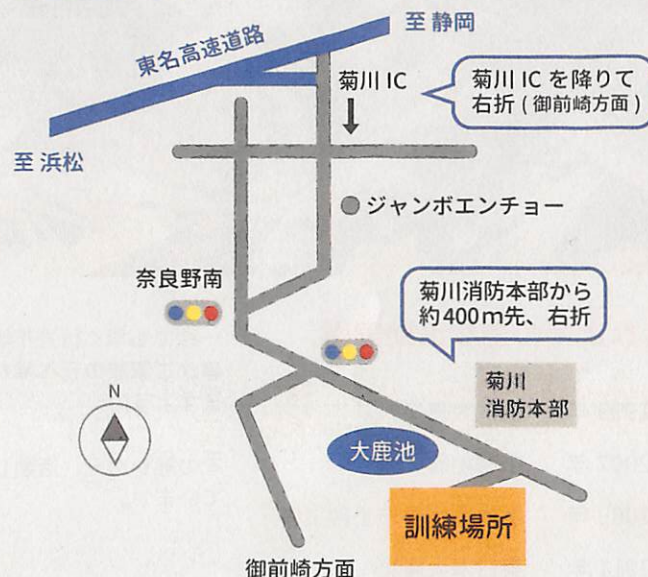 至 静岡
東名高速道路
菊川 IC
菊川 IC を降りて
右折 ( 御前崎方面 )
至 浜松
ジャンボエンチョー
奈良野南
菊川消防本部から
約400m先、右折
菊川
消防本部
N
大鹿池
訓練場所
御前崎方面